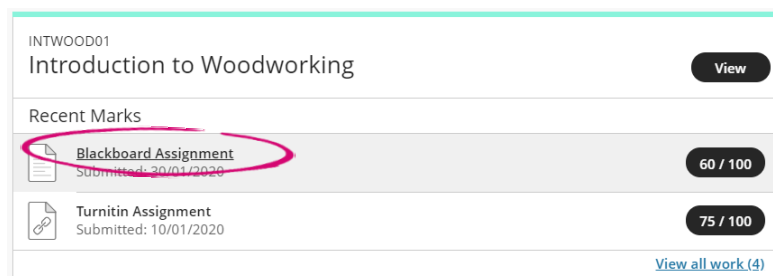 INTWOOD01
Introduction to Woodworking
View
Recent Marks
Blackboard Assignment
Submitted: 30/01/2020
60 / 100
Turnitin Assignment
Submitted: 10/01/2020
75 / 100
View all work (4)